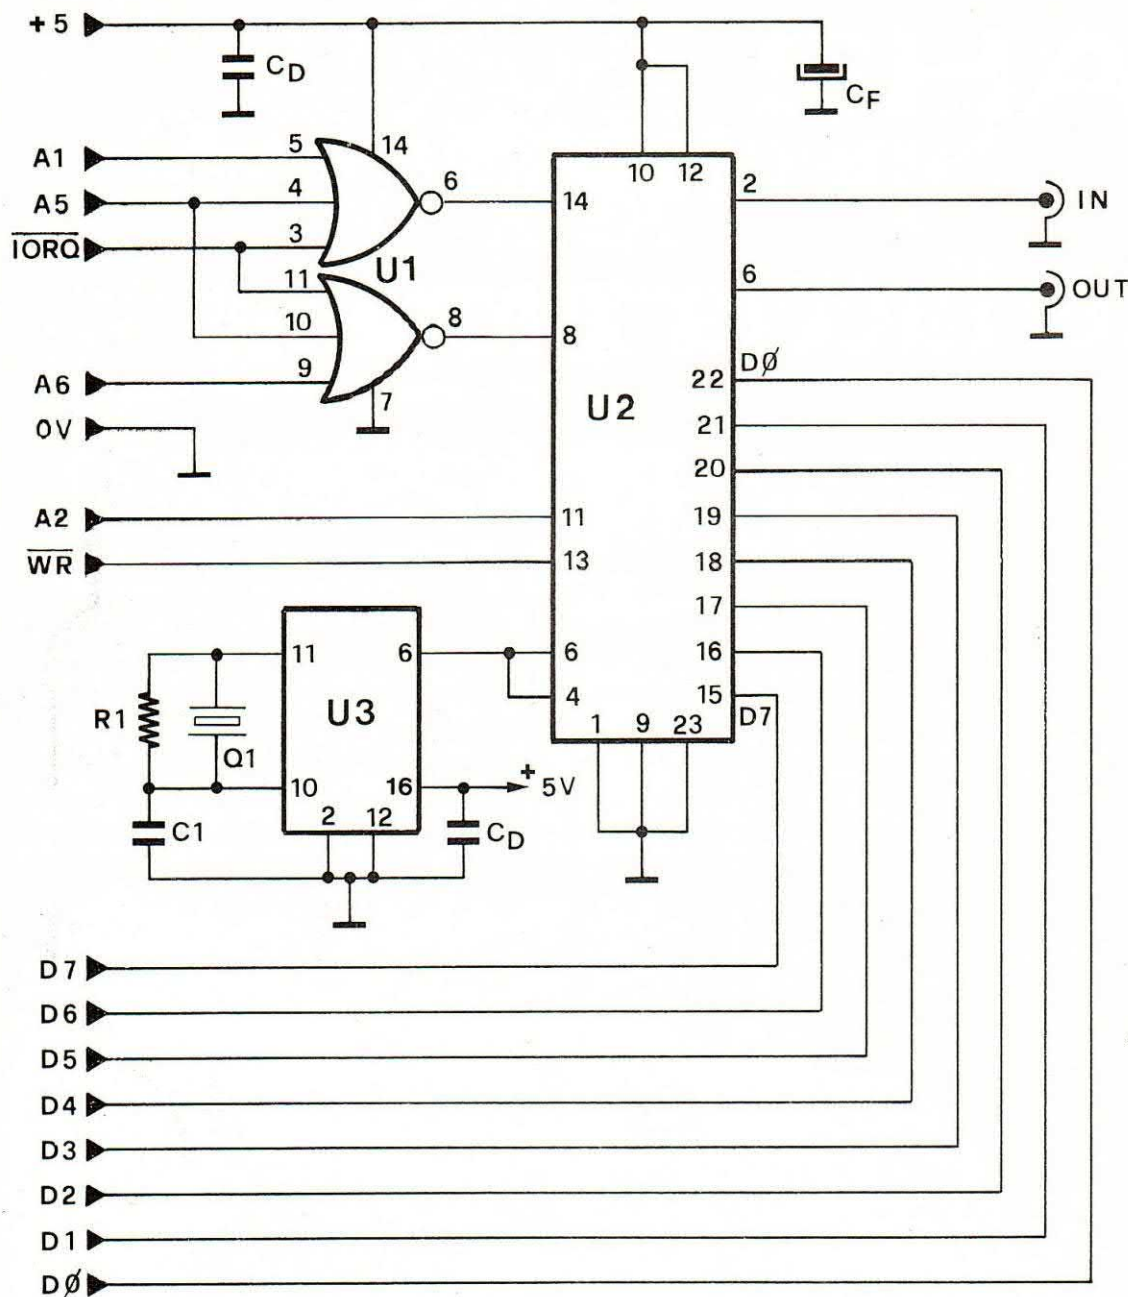 +5
C_D
C_F
A1 5 14
A5 4 6 14
I̅O̅R̅Q̅ 3
U1
11
10 8 8
A6 9
7
0V
10 12
2 IN
6 OUT
DØ
22
U2
21
20
A2 11 19
W̅R̅ 13 18
17
11 6 6 16
4 15
D7
R1 Q1 U3
1 9 23
10 16 + 5V
2 12
C1 C_D
D7
D6
D5
D4
D3
D2
D1
DØ